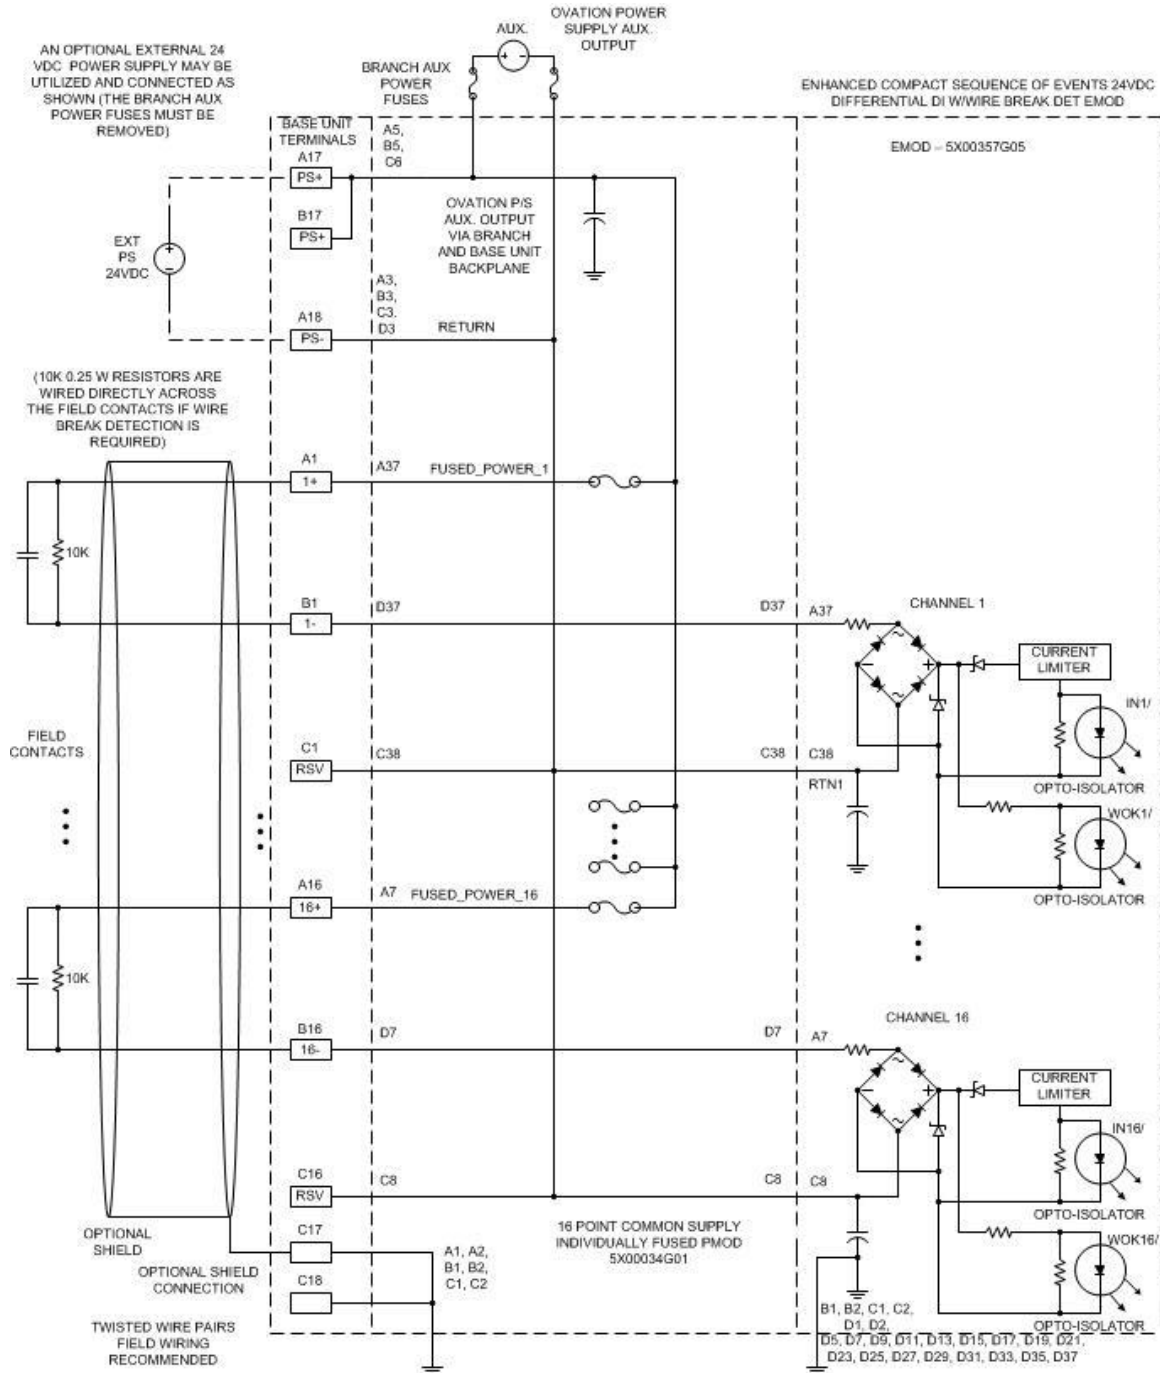 OVATION POWER
SUPPLY AUX.
OUTPUT
AUX.
+ -
AN OPTIONAL EXTERNAL 24
VDC POWER SUPPLY MAY BE
UTILIZED AND CONNECTED AS
SHOWN (THE BRANCH AUX
POWER FUSES MUST BE
REMOVED)
BRANCH AUX
POWER
FUSES
ENHANCED COMPACT SEQUENCE OF EVENTS 24VDC
DIFFERENTIAL DI W/WIRE BREAK DET EMOD
BASE UNIT
TERMINALS
A5,
B5,
C6
EMOD – 5X00357G05
A17
PS+
B17
PS+
OVATION P/S
AUX. OUTPUT
VIA BRANCH
AND BASE UNIT
BACKPLANE
EXT
PS
24VDC
+
–
A3,
B3,
C3.
D3
A18
PS-
RETURN
(10K 0.25 W RESISTORS ARE
WIRED DIRECTLY ACROSS
THE FIELD CONTACTS IF WIRE
BREAK DETECTION IS
REQUIRED)
A1
1+
A37
FUSED_POWER_1
10K
B1
1-
D37
D37
A37
CHANNEL 1
~
– +
~
CURRENT
LIMITER
IN1/
OPTO-ISOLATOR
FIELD
CONTACTS
C1
RSV
C38
C38
C38
RTN1
WOK1/
OPTO-ISOLATOR
A16
16+
A7
FUSED_POWER_16
10K
B16
16-
D7
D7
A7
CHANNEL 16
~
– +
~
CURRENT
LIMITER
IN16/
OPTO-ISOLATOR
C16
RSV
C8
C8
C8
OPTIONAL
SHIELD
C17
A1, A2,
B1, B2,
C1, C2
16 POINT COMMON SUPPLY
INDIVIDUALLY FUSED PMOD
5X00034G01
WOK16/
OPTO-ISOLATOR
OPTIONAL SHIELD
CONNECTION
C18
TWISTED WIRE PAIRS
FIELD WIRING
RECOMMENDED
B1, B2, C1, C2,
D1, D2,
D5, D7, D9, D11, D13, D15, D17, D19, D21,
D23, D25, D27, D29, D31, D33, D35, D37